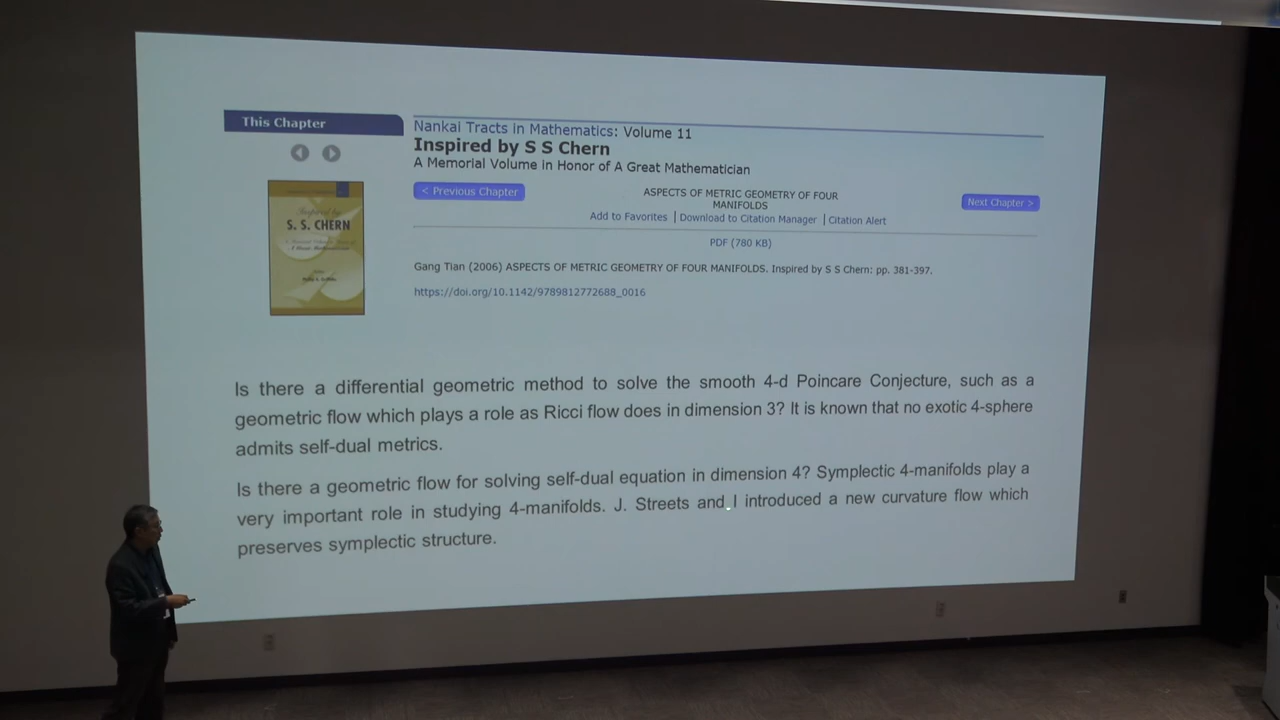 This Chapter
Nankai Tracts in Mathematics: Volume 11
Inspired by S S Chern
A Memorial Volume in Honor of A Great Mathematician
< Previous Chapter
ASPECTS OF METRIC GEOMETRY OF FOUR
MANIFOLDS
Next Chapter >
Add to Favorites | Download to Citation Manager | Citation Alert
PDF (780 KB)
Inspired by
S. S. CHERN
Gang Tian (2006) ASPECTS OF METRIC GEOMETRY OF FOUR MANIFOLDS. Inspired by S S Chern: pp. 381-397.
https://doi.org/10.1142/9789812772688_0016
Is there a differential geometric method to solve the smooth 4-d Poincare Conjecture, such as a
geometric flow which plays a role as Ricci flow does in dimension 3? It is known that no exotic 4-sphere
admits self-dual metrics.
Is there a geometric flow for solving self-dual equation in dimension 4? Symplectic 4-manifolds play a
very important role in studying 4-manifolds. J. Streets and I introduced a new curvature flow which
preserves symplectic structure.